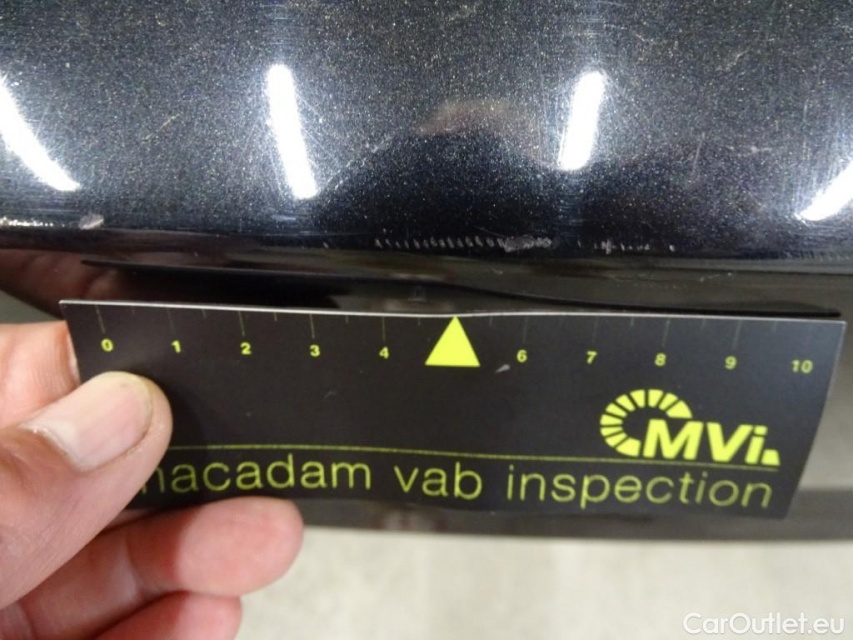 0 1 2 3 4 6 7 8 9 10
MVi.
macadam vab inspection
CarOutlet.eu